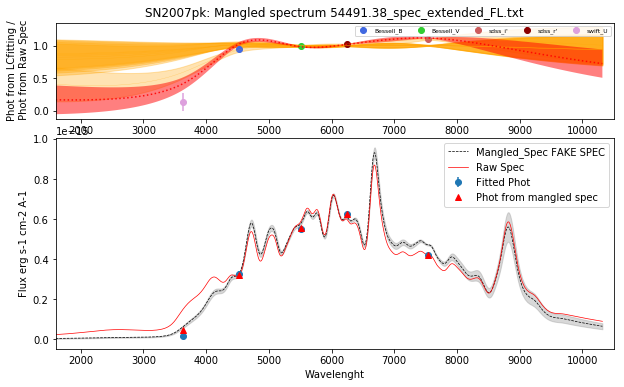 SN2007pk: Mangled spectrum 54491.38_spec_extended_FL.txt
Phot from LCfitting /
Phot from Raw Spec
1.0
0.5
0.0
Bessell_B
Bessell_V
sdss_i'
sdss_r'
swift_U
2000 3000 4000 5000 6000 7000 8000 9000 10000
Flux erg s-1 cm-2 A-1
1.0
0.8
0.6
0.4
0.2
0.0
Mangled_Spec FAKE SPEC
Raw Spec
Fitted Phot
Phot from mangled spec
2000 3000 4000 5000 6000 7000 8000 9000 10000
Wavelenght